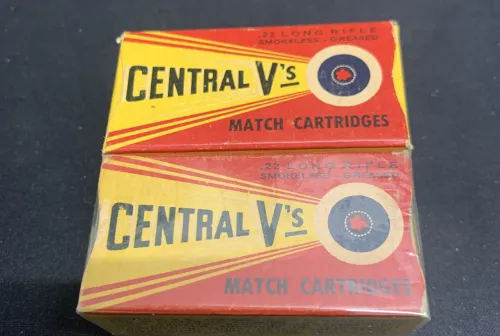 .22 LONG RIFLE
SMOKELESS - GREASED
CENTRAL V's
MATCH CARTRIDGES
.22 LONG RIFLE
SMOKELESS - GREASED
CENTRAL V's
MATCH CARTRIDGES